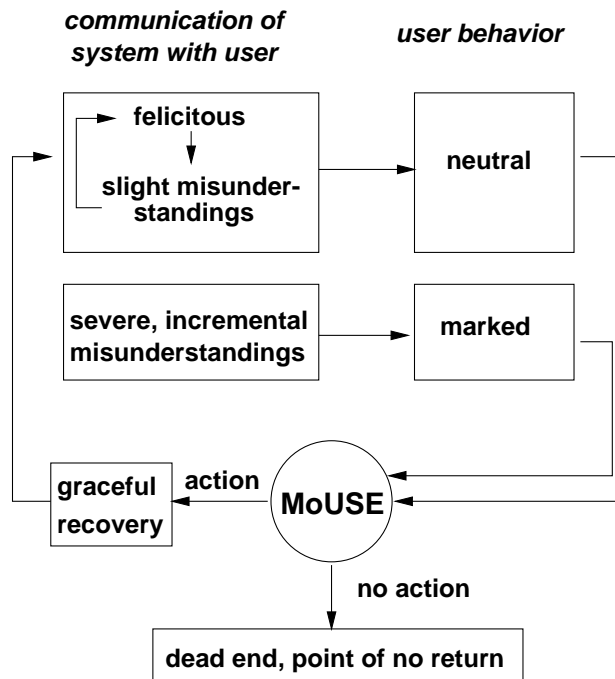 communication of
system with user
user behavior
felicitous
slight misunder-
standings
neutral
severe, incremental
misunderstandings
marked
graceful
recovery
action
MoUSE
no action
dead end, point of no return